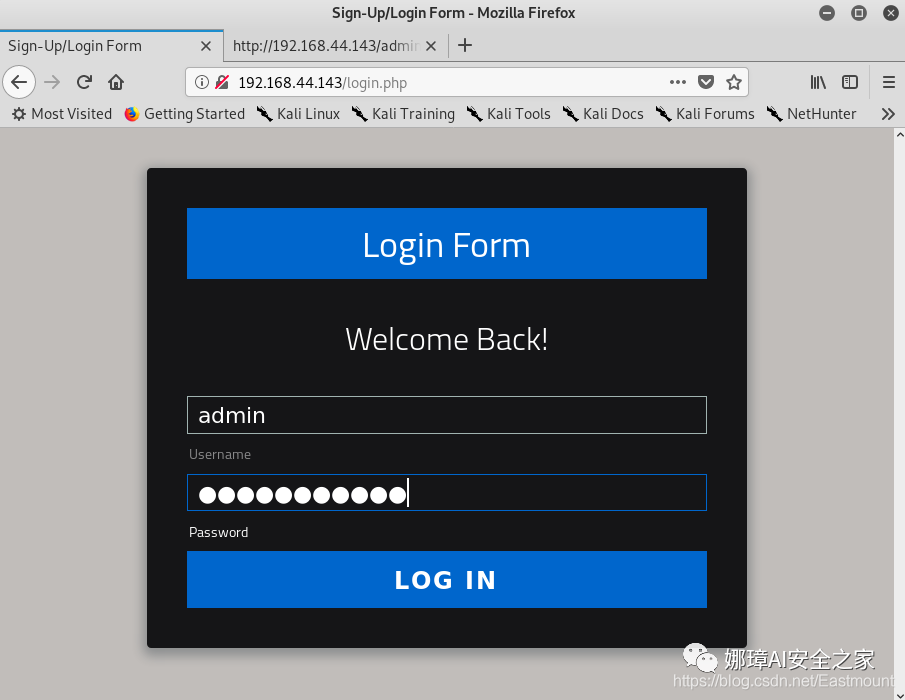 Sign-Up/Login Form - Mozilla Firefox
Sign-Up/Login Form
http://192.168.44.143/admin
192.168.44.143/login.php
Most Visited Getting Started Kali Linux Kali Training Kali Tools Kali Docs Kali Forums NetHunter
Login Form
Welcome Back!
admin
Username
●●●●●●●●●●●
Password
LOG IN
娜璋AI安全之家
https://blog.csdn.net/Eastmount